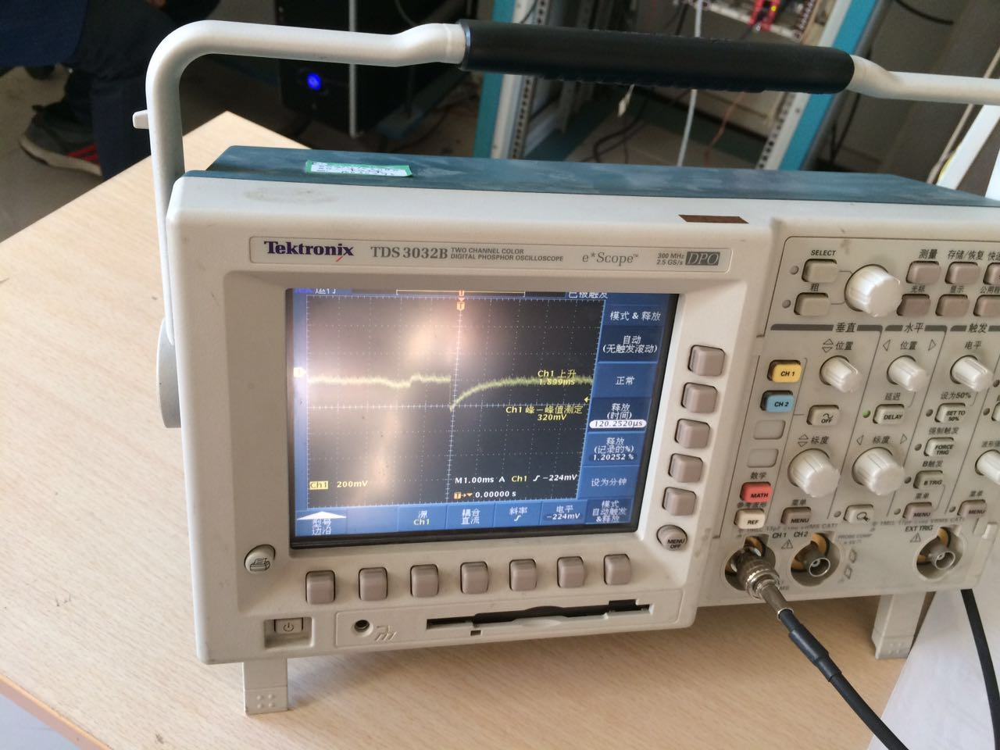 Tektronix
TDS 3032B
TWO CHANNEL COLOR
DIGITAL PHOSPHOR OSCILLOSCOPE
e*Scope™
300 MHz
2.5 GS/s
DPO
运行
已被触发
模式 & 释放
自动
(无触发滚动)
正常
释放
(时间)
120.2520µs
释放
(记录的%)
1.20252 %
设为分钟
模式
自动触发
&释放
Ch1 上升
1.899ms
Ch1 峰－峰值测定
320mV
Ch1 200mV
M 1.00ms A Ch1 -224mV
0.00000 s
型号
边沿
源
Ch1
耦合
直流
斜率
电平
-224mV
MENU
OFF
SELECT
粗
测量
存储/恢复
光标
显示
垂直
水平
触发
位置
位置
电平
CH 1
CH 2
OFF
延迟
DELAY
设为50%
SET TO
50%
强制触发
FORCE
TRIG
标度
标度
B触发
B TRIG
数学
MATH
参考波形
REF
菜单
MENU
菜单
MENU
菜单
MENU
CH 1
CH 2
PROBE COMP
EXT TRIG